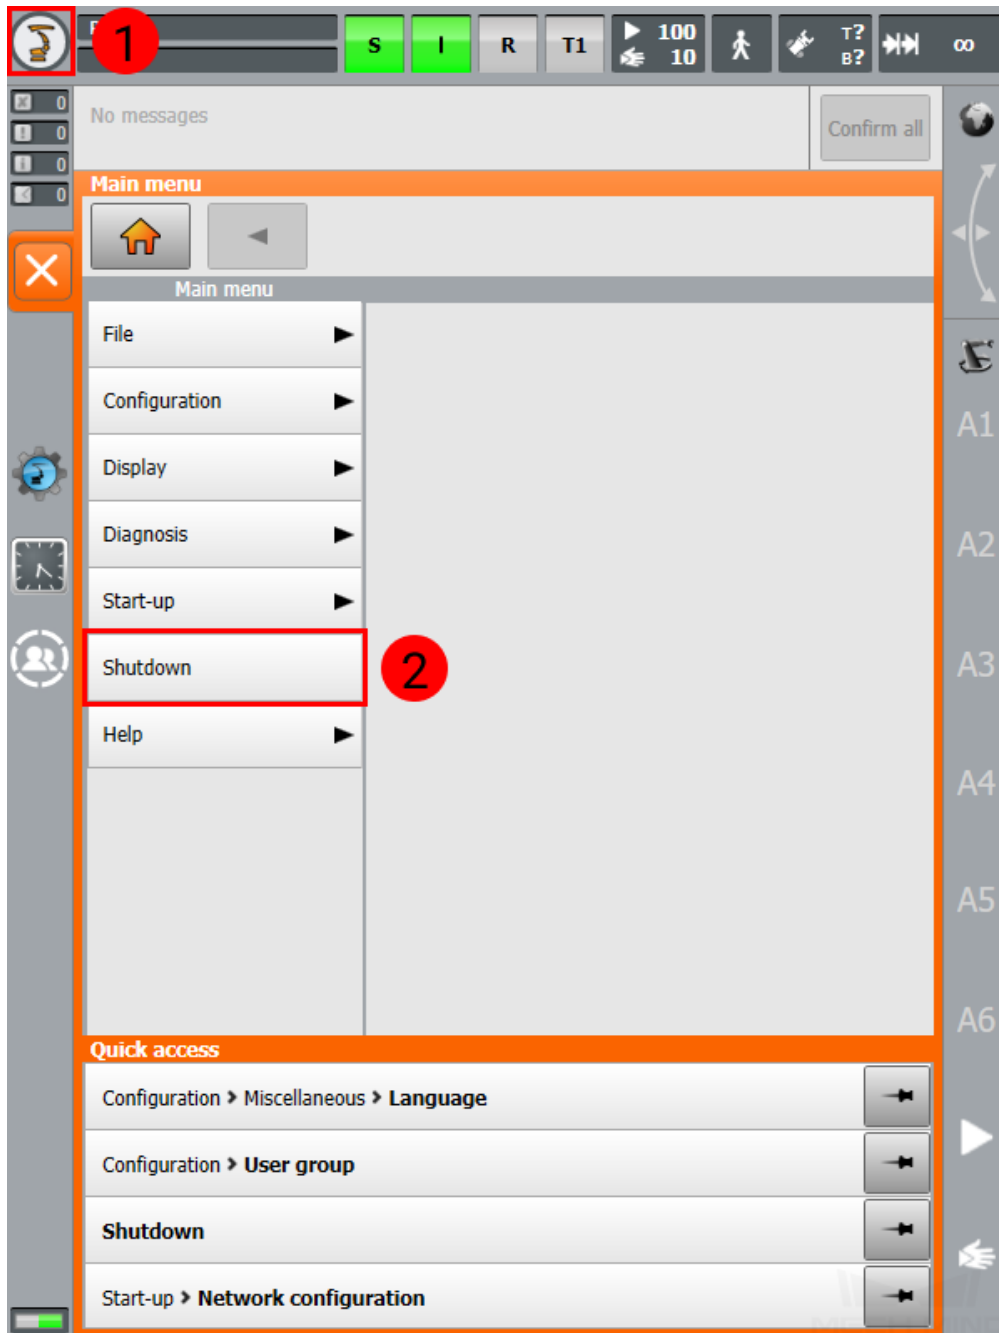 1
S I R T1 100 10 T? B? ∞
0
0
0
0
No messages
Confirm all
Main menu
Main menu
File
Configuration
Display
Diagnosis
Start-up
Shutdown
2
Help
A1
A2
A3
A4
A5
A6
Quick access
Configuration > Miscellaneous > Language
Configuration > User group
Shutdown
Start-up > Network configuration